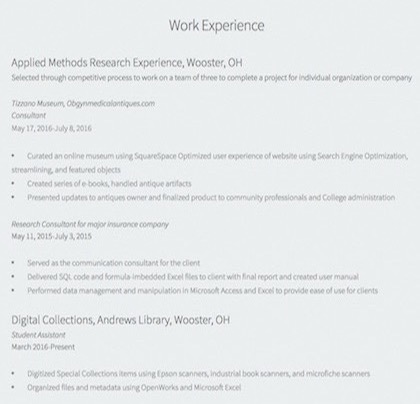 Work Experience
Applied Methods Research Experience, Wooster, OH
Selected through competitive process to work on a team of three to complete a project for individual organization or company
Tizzano Museum, Obgynmedicalantiques.com
Consultant
May 17, 2016-July 8, 2016
• Curated an online museum using SquareSpace Optimized user experience of website using Search Engine Optimization,
streamlining, and featured objects
• Created series of e-books, handled antique artifacts
• Presented updates to antiques owner and finalized product to community professionals and College administration
Research Consultant for major insurance company
May 11, 2015-July 3, 2015
• Served as the communication consultant for the client
• Delivered SQL code and formula-imbedded Excel files to client with final report and created user manual
• Performed data management and manipulation in Microsoft Access and Excel to provide ease of use for clients
Digital Collections, Andrews Library, Wooster, OH
Student Assistant
March 2016-Present
• Digitized Special Collections items using Epson scanners, industrial book scanners, and microfiche scanners
• Organized files and metadata using OpenWorks and Microsoft Excel